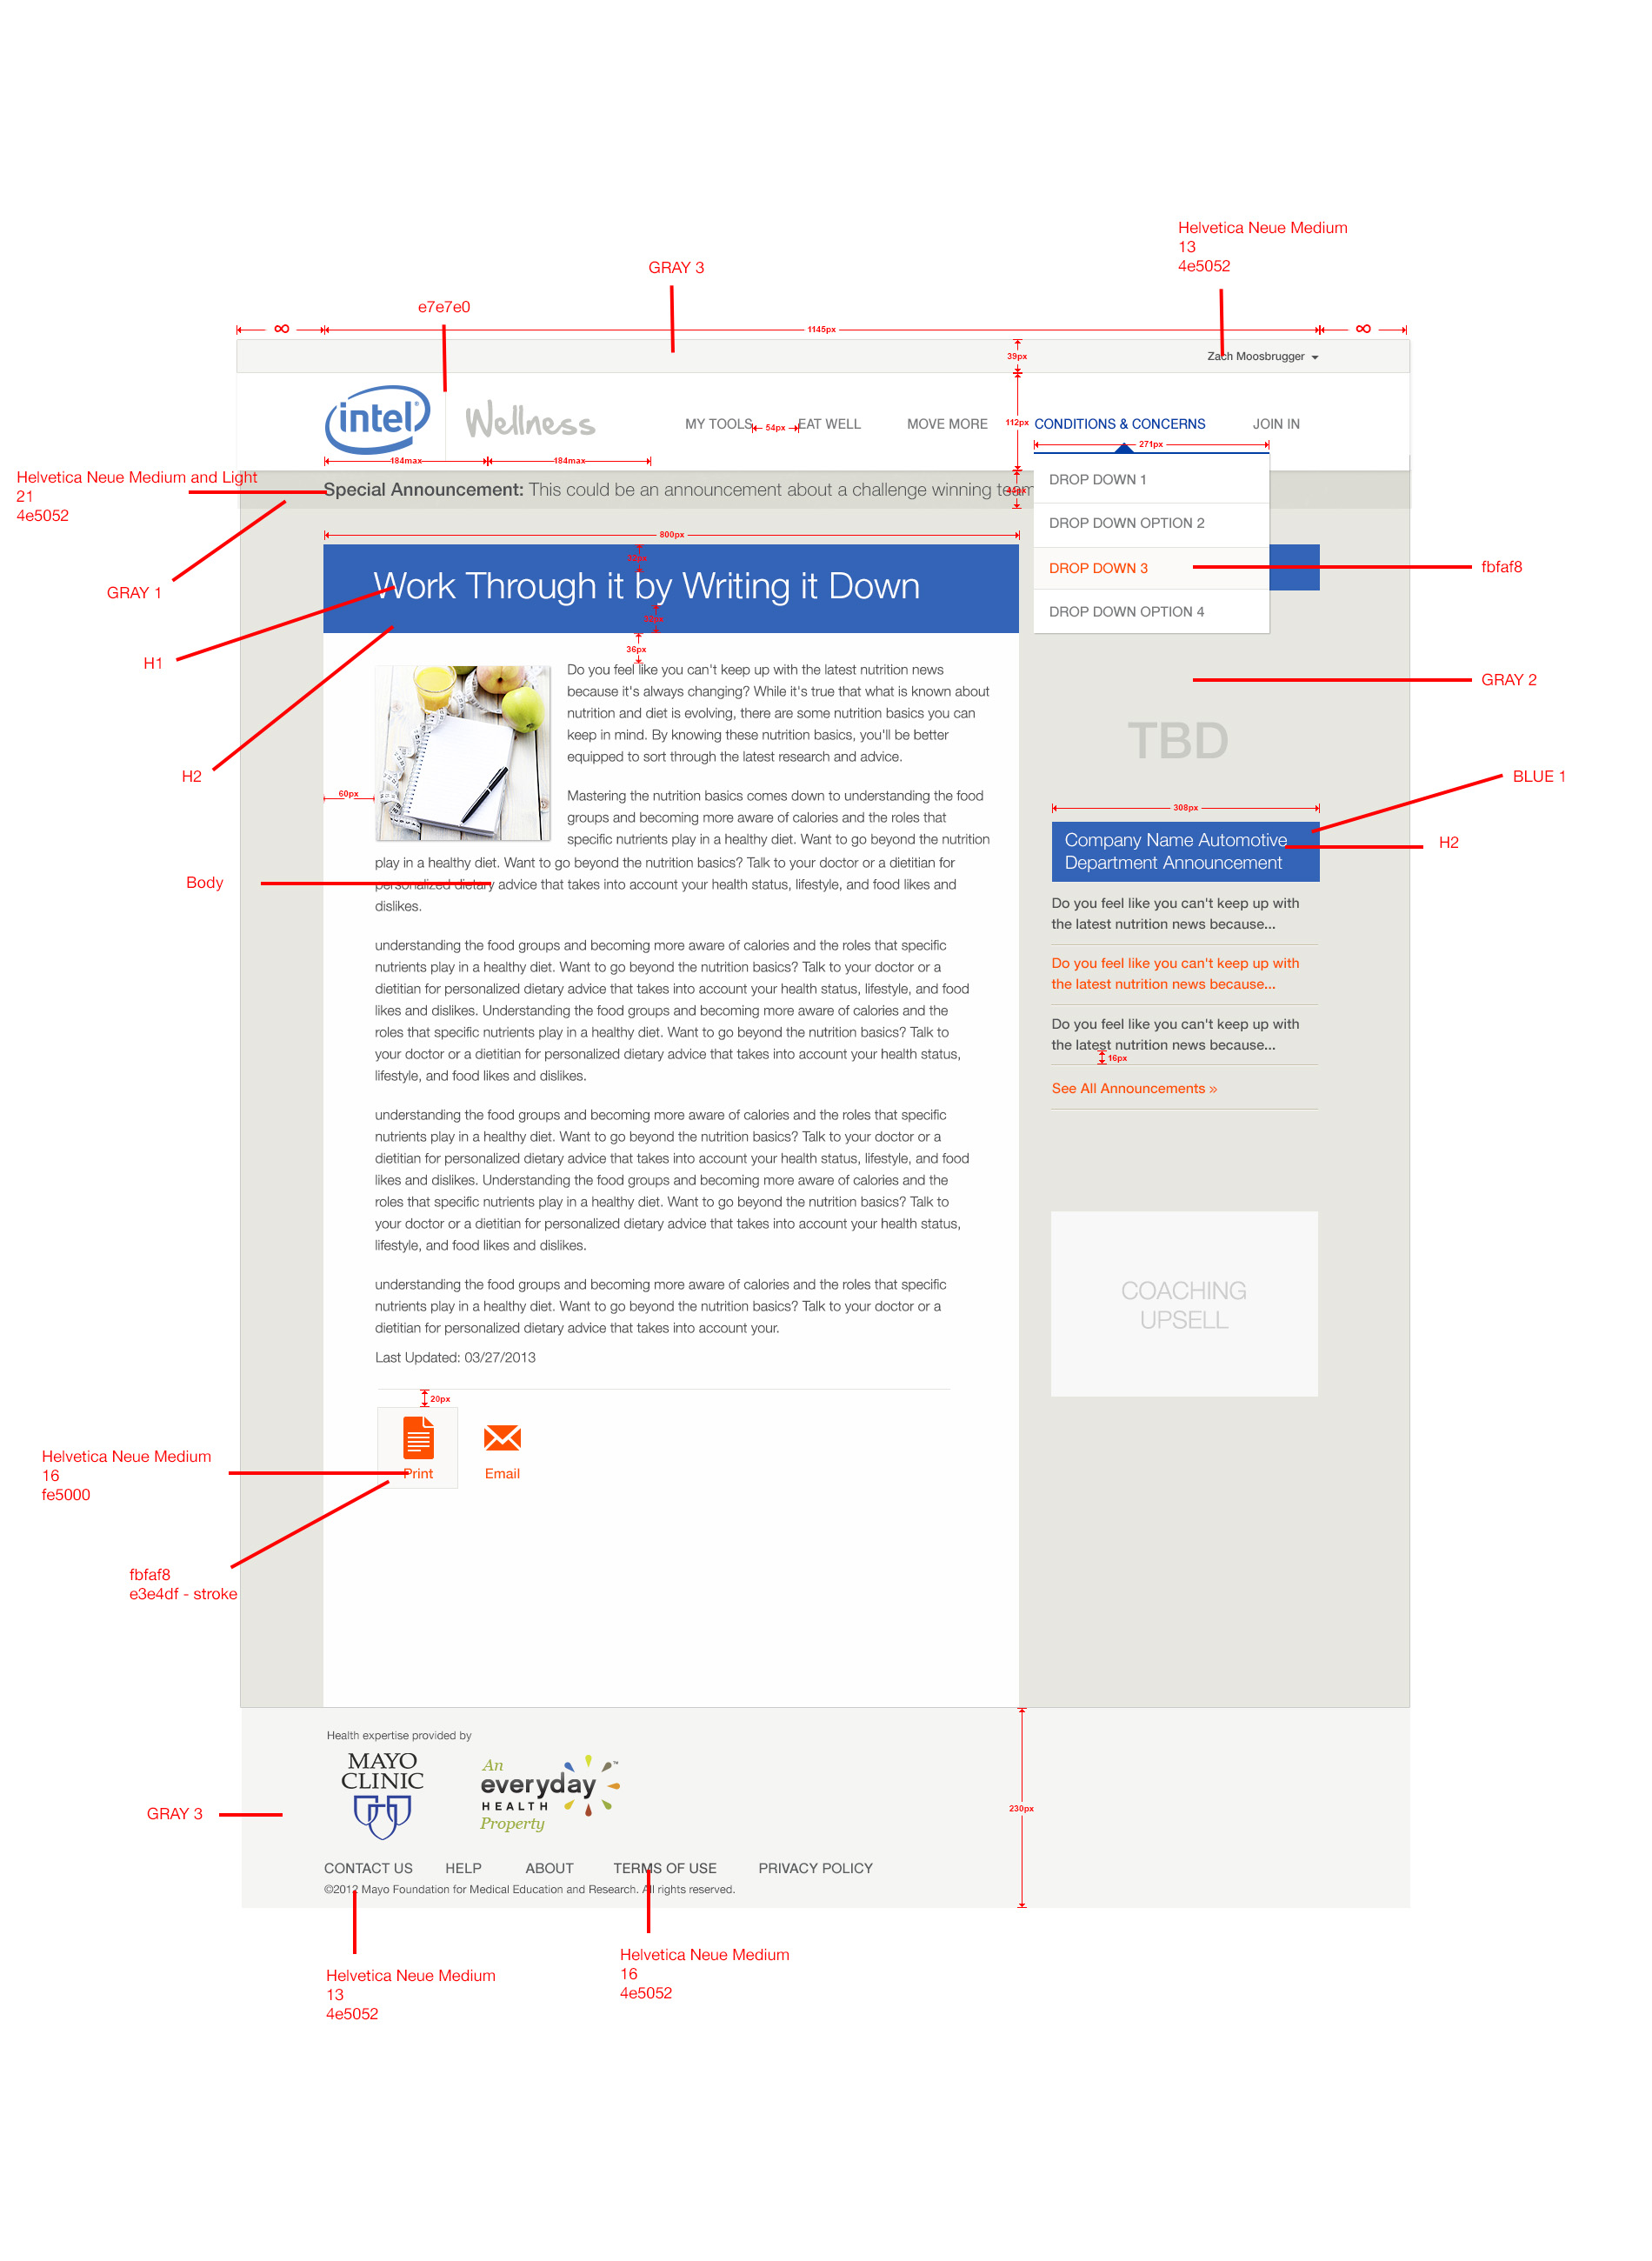 Helvetica Neue Medium
13
4e5052
GRAY 3
e7e7e0
∞
1145px
∞
39px
Zach Moosbrugger
intel
Wellness
MY TOOLS
54px
EAT WELL
MOVE MORE
112px
CONDITIONS & CONCERNS
JOIN IN
271px
184max
184max
Helvetica Neue Medium and Light
21
4e5052
Special Announcement: This could be an announcement about a challenge winning team
DROP DOWN 1
DROP DOWN OPTION 2
DROP DOWN 3
DROP DOWN OPTION 4
fbfaf8
GRAY 1
800px
Work Through it by Writing it Down
H1
36px
H2
GRAY 2
TBD
Do you feel like you can't keep up with the latest nutrition news
because it's always changing? While it's true that what is known about
nutrition and diet is evolving, there are some nutrition basics you can
keep in mind. By knowing these nutrition basics, you'll be better
equipped to sort through the latest research and advice.
60px
Mastering the nutrition basics comes down to understanding the food
groups and becoming more aware of calories and the roles that
specific nutrients play in a healthy diet. Want to go beyond the nutrition
play in a healthy diet. Want to go beyond the nutrition basics? Talk to your doctor or a dietitian for
personalized dietary advice that takes into account your health status, lifestyle, and food likes and
dislikes.
Body
understanding the food groups and becoming more aware of calories and the roles that specific
nutrients play in a healthy diet. Want to go beyond the nutrition basics? Talk to your doctor or a
dietitian for personalized dietary advice that takes into account your health status, lifestyle, and food
likes and dislikes. Understanding the food groups and becoming more aware of calories and the
roles that specific nutrients play in a healthy diet. Want to go beyond the nutrition basics? Talk to
your doctor or a dietitian for personalized dietary advice that takes into account your health status,
lifestyle, and food likes and dislikes.
understanding the food groups and becoming more aware of calories and the roles that specific
nutrients play in a healthy diet. Want to go beyond the nutrition basics? Talk to your doctor or a
dietitian for personalized dietary advice that takes into account your health status, lifestyle, and food
likes and dislikes. Understanding the food groups and becoming more aware of calories and the
roles that specific nutrients play in a healthy diet. Want to go beyond the nutrition basics? Talk to
your doctor or a dietitian for personalized dietary advice that takes into account your health status,
lifestyle, and food likes and dislikes.
understanding the food groups and becoming more aware of calories and the roles that specific
nutrients play in a healthy diet. Want to go beyond the nutrition basics? Talk to your doctor or a
dietitian for personalized dietary advice that takes into account your.
Last Updated: 03/27/2013
BLUE 1
308px
Company Name Automotive
Department Announcement
H2
Do you feel like you can't keep up with
the latest nutrition news because...
Do you feel like you can't keep up with
the latest nutrition news because...
Do you feel like you can't keep up with
the latest nutrition news because...
16px
See All Announcements »
COACHING
UPSELL
20px
Print
Email
Helvetica Neue Medium
16
fe5000
fbfaf8
e3e4df - stroke
Health expertise provided by
MAYO
CLINIC
An
everyday
HEALTH
Property
™
230px
GRAY 3
CONTACT US
HELP
ABOUT
TERMS OF USE
PRIVACY POLICY
©2012 Mayo Foundation for Medical Education and Research. All rights reserved.
Helvetica Neue Medium
13
4e5052
Helvetica Neue Medium
16
4e5052